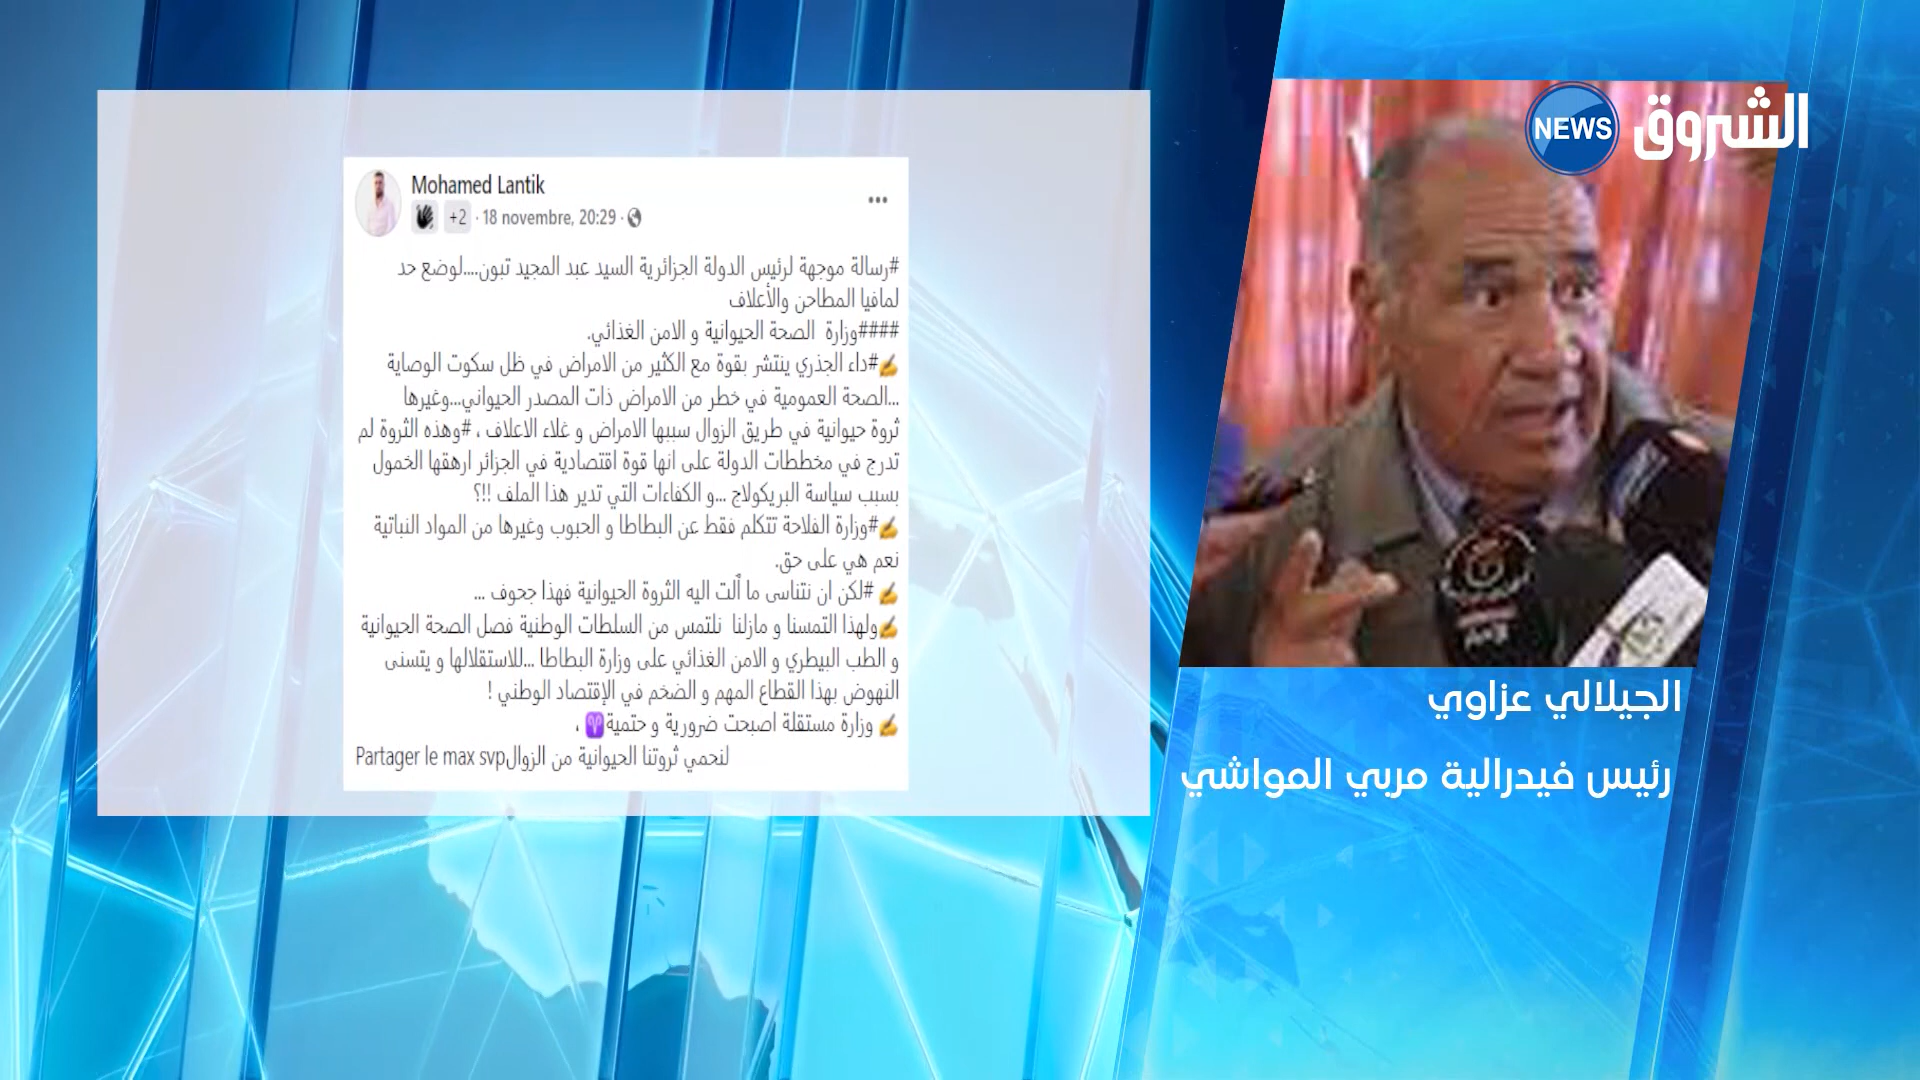 Mohamed Lantik
+2 · 18 novembre, 20:29 ·
#رسالة موجهة لرئيس الدولة الجزائرية السيد عبد المجيد تبون....لوضع حد
لمافيا المطاحن والأعلاف
####وزارة الصحة الحيوانية و الامن الغذائي.
✍️#داء الجذري ينتشر بقوة مع الكثير من الامراض في ظل سكوت الوصاية
...الصحة العمومية في خطر من الامراض ذات المصدر الحيواني...وغيرها
ثروة حيوانية في طريق الزوال سببها الامراض و غلاء الاعلاف ، #وهذه الثروة لم
تدرج في مخططات الدولة على انها قوة اقتصادية في الجزائر ارهقها الخمول
بسبب سياسة البريكولاج ...و الكفاءات التي تدير هذا الملف !!؟
✍️#وزارة الفلاحة تتكلم فقط عن البطاطا و الحبوب وغيرها من المواد النباتية
نعم هي على حق.
✍️ #لكن ان نتناسى ما ألت اليه الثروة الحيوانية فهذا جحوف ...
✍️ولهذا التمسنا و مازلنا نلتمس من السلطات الوطنية فصل الصحة الحيوانية
و الطب البيطري و الامن الغذائي على وزارة البطاطا ...للاستقلالها و يتسنى
النهوض بهذا القطاع المهم و الضخم في الإقتصاد الوطني !
✍️ وزارة مستقلة اصبحت ضرورية و حتمية♈ ،
لنحمي ثروتنا الحيوانية من الزوالPartager le max svp
الشروق NEWS
الجيلالي عزاوي
رئيس فيدرالية مربي المواشي